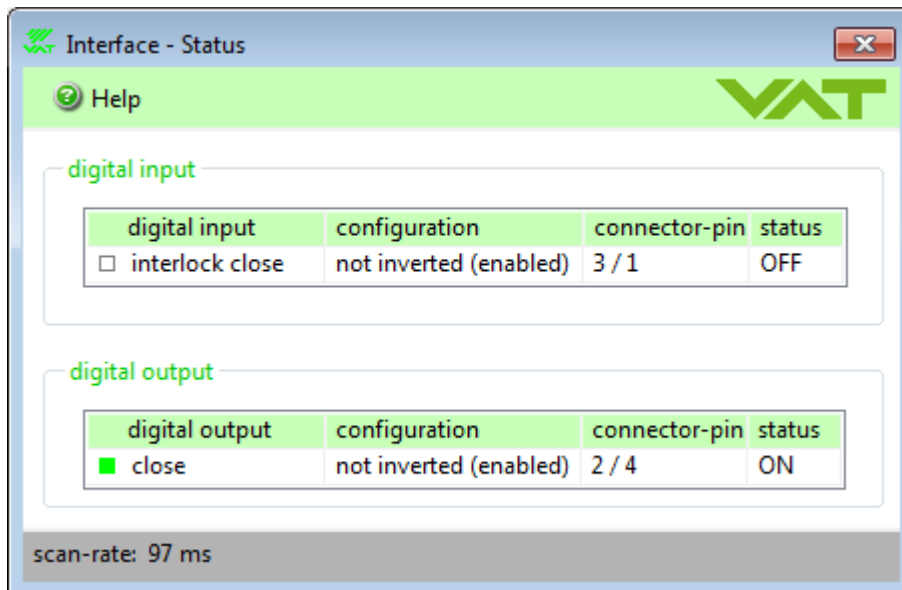 VAT Interface - Status
Help VAT
digital input
digital input configuration connector-pin status
interlock close not inverted (enabled) 3 / 1 OFF
digital output
digital output configuration connector-pin status
close not inverted (enabled) 2 / 4 ON
scan-rate: 97 ms